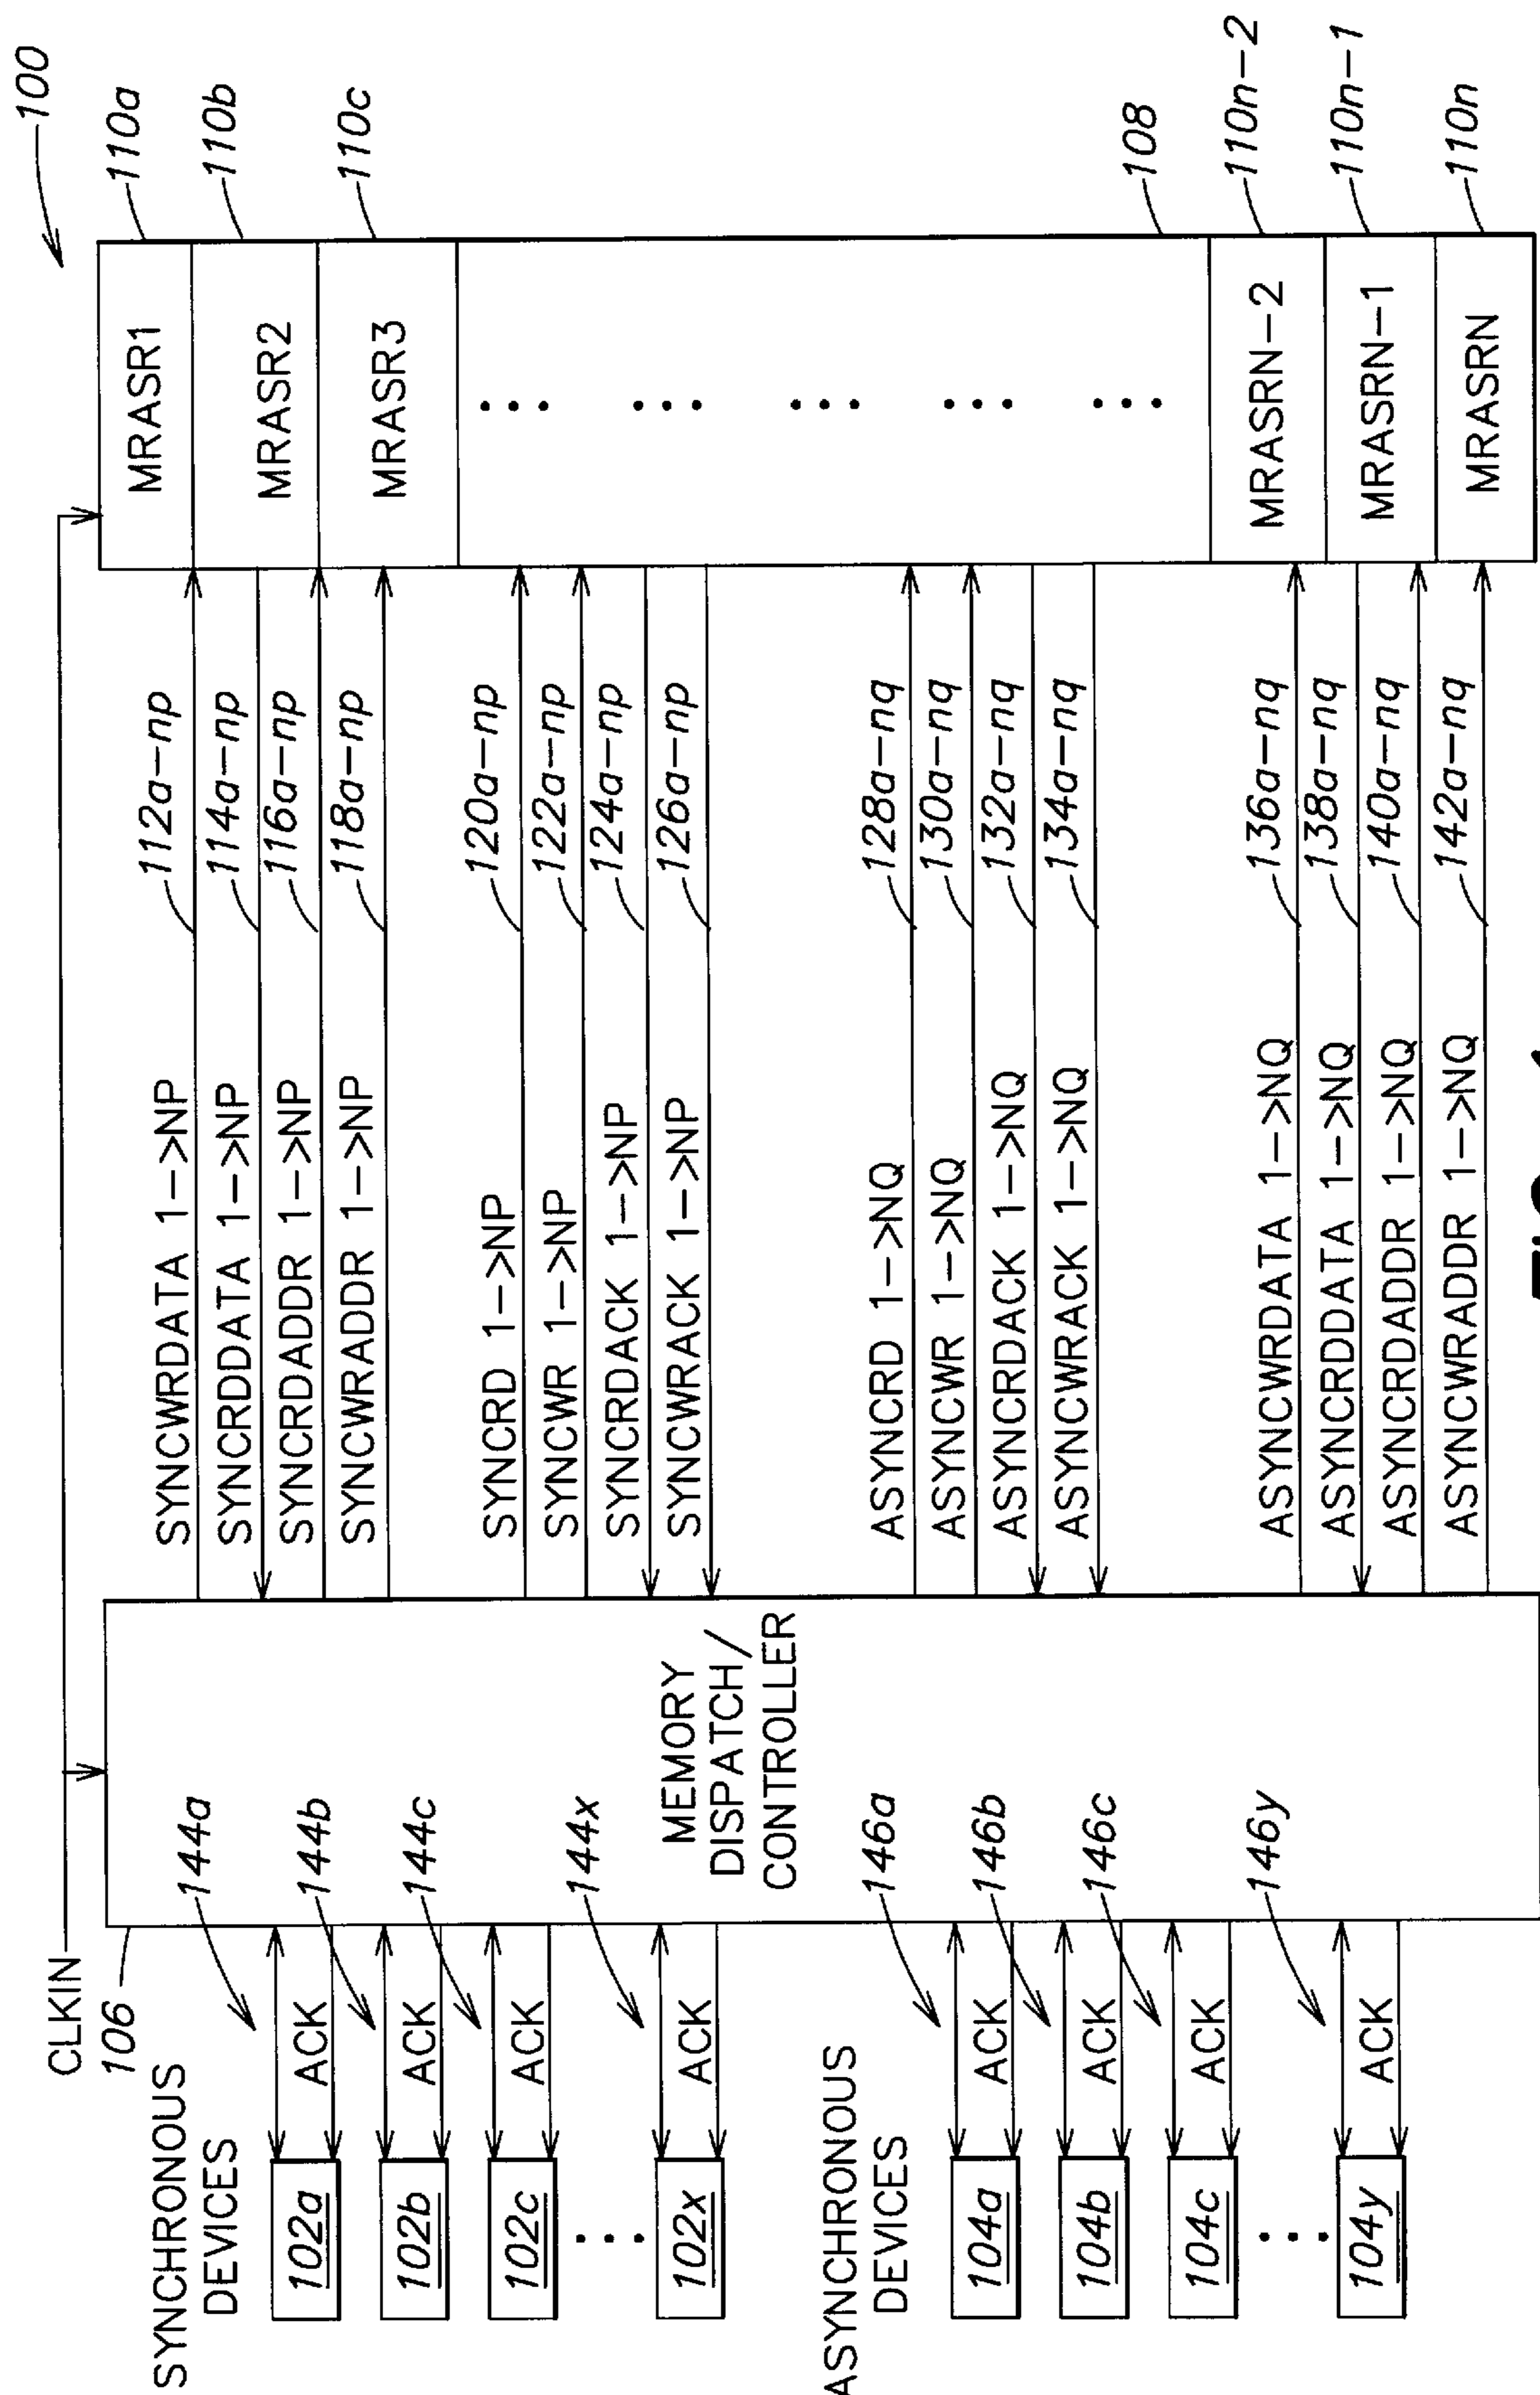 100
CLKIN
106
SYNCHRONOUS
DEVICES
102a
102b
102c
102x
ACK
ACK
ACK
ACK
144a
144b
144c
144x
ASYNCHRONOUS
DEVICES
104a
104b
104c
104y
ACK
ACK
ACK
ACK
146a
146b
146c
146y
MEMORY
DISPATCH/
CONTROLLER
SYNCWRDATA 1->NP 112a-np
SYNCRDDATA 1->NP 114a-np
SYNCRDADDR 1->NP 116a-np
SYNCWRADDR 1->NP 118a-np
SYNCRD 1->NP 120a-np
SYNCWR 1->NP 122a-np
SYNCRDACK 1->NP 124a-np
SYNCWRACK 1->NP 126a-np
ASYNCRD 1->NQ 128a-nq
ASYNCWR 1->NQ 130a-nq
ASYNCRDACK 1->NQ 132a-nq
ASYNCWRACK 1->NQ 134a-nq
ASYNCWRDATA 1->NQ 136a-nq
ASYNCRDDATA 1->NQ 138a-nq
ASYNCRDADDR 1->NQ 140a-nq
ASYNCWRADDR 1->NQ 142a-nq
MRASR1 110a
MRASR2 110b
MRASR3 110c
108
MRASRN-2 110n-2
MRASRN-1 110n-1
MRASRN 110n